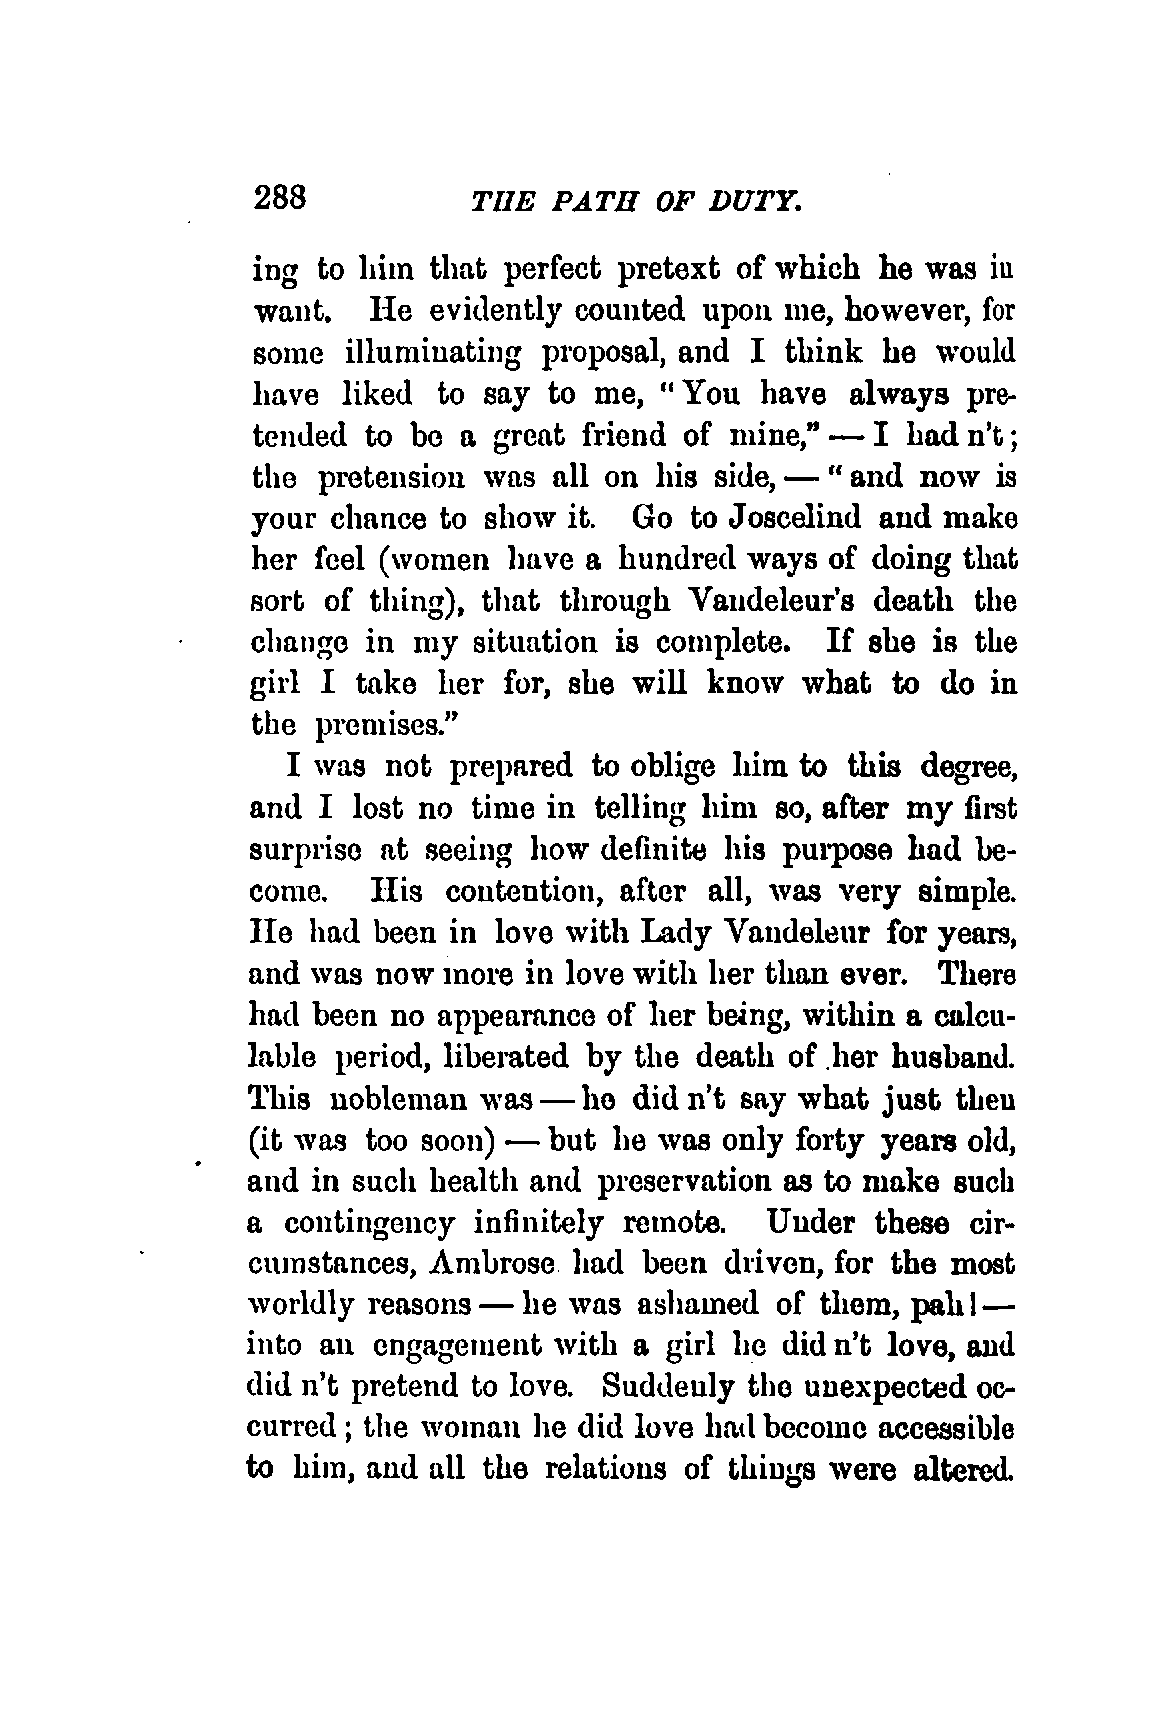 288 THE PATH OF DUTY.
ing to him that perfect pretext of which he was in
want. He evidently counted upon me, however, for
some illuminating proposal, and I think he would
have liked to say to me, "You have always pre-
tended to be a great friend of mine," — I had n't;
the pretension was all on his side, — "and now is
your chance to show it. Go to Joscelind and make
her feel (women have a hundred ways of doing that
sort of thing), that through Vandeleur's death the
change in my situation is complete. If she is the
girl I take her for, she will know what to do in
the premises."
I was not prepared to oblige him to this degree,
and I lost no time in telling him so, after my first
surprise at seeing how definite his purpose had be-
come. His contention, after all, was very simple.
He had been in love with Lady Vandeleur for years,
and was now more in love with her than ever. There
had been no appearance of her being, within a calcu-
lable period, liberated by the death of her husband.
This nobleman was — he did n't say what just then
(it was too soon) — but he was only forty years old,
and in such health and preservation as to make such
a contingency infinitely remote. Under these cir-
cumstances, Ambrose had been driven, for the most
worldly reasons — he was ashamed of them, pah! —
into an engagement with a girl he did n't love, and
did n't pretend to love. Suddenly the unexpected oc-
curred; the woman he did love had become accessible
to him, and all the relations of things were altered.